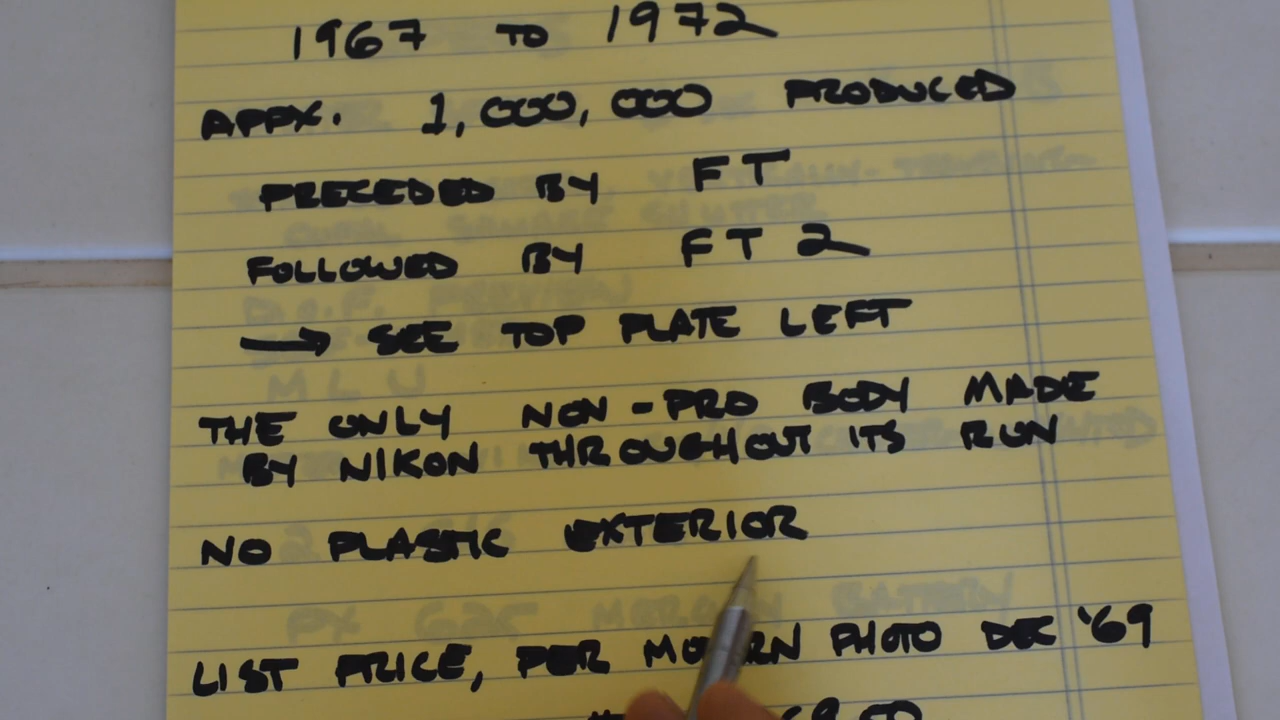 1967 TO 1972
APPX. 1,000,000 PRODUCED
PRECEDED BY FT
FOLLOWED BY FT2
→ SEE TOP PLATE LEFT
THE ONLY NON-PRO BODY MADE
BY NIKON THROUGHOUT ITS RUN
NO PLASTIC EXTERIOR
LIST PRICE, PER MODERN PHOTO DEC '69